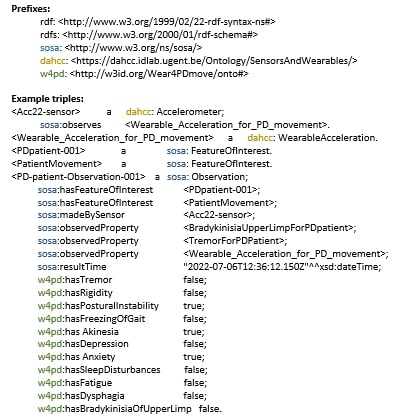 Prefixes:
rdf: <http://www.w3.org/1999/02/22-rdf-syntax-ns#>
rdfs: <http://www.w3.org/2000/01/rdf-schema#>
sosa: <http://www.w3.org/ns/sosa/>
dahcc: <https://dahcc.idlab.ugent.be/Ontology/SensorsAndWearables/>
w4pd: <http://w3id.org/Wear4PDmove/onto#>
Example triples:
<Acc22-sensor> a dahcc: Accelerometer;
sosa:observes <Wearable_Acceleration_for_PD_movement>.
<Wearable_Acceleration_for_PD_movement> a dahcc: WearableAcceleration.
<PDpatient-001> a sosa: FeatureOfInterest.
<PatientMovement> a sosa: FeatureOfInterest.
<PD-patient-Observation-001> a sosa: Observation;
sosa:hasFeatureOfInterest <PDpatient-001>;
sosa:hasFeatureOfInterest <PatientMovement>;
sosa:madeBySensor <Acc22-sensor>;
sosa:observedProperty <BradykinisiaUpperLimpForPDpatient>;
sosa:observedProperty <TremorForPDPatient>;
sosa:observedProperty <Wearable_Acceleration_for_PD_movement>;
sosa:resultTime "2022-07-06T12:36:12.150Z"^^xsd:dateTime;
w4pd:hasTremor false;
w4pd:hasRigidity false;
w4pd:hasPosturalInstability true;
w4pd:hasFreezingOfGait false;
w4pd:has Akinesia true;
w4pd:hasDepression false;
w4pd:has Anxiety true;
w4pd:hasSleepDisturbances false;
w4pd:hasFatigue false;
w4pd:hasDysphagia false;
w4pd:hasBradykinisiaOfUpperLimp false.